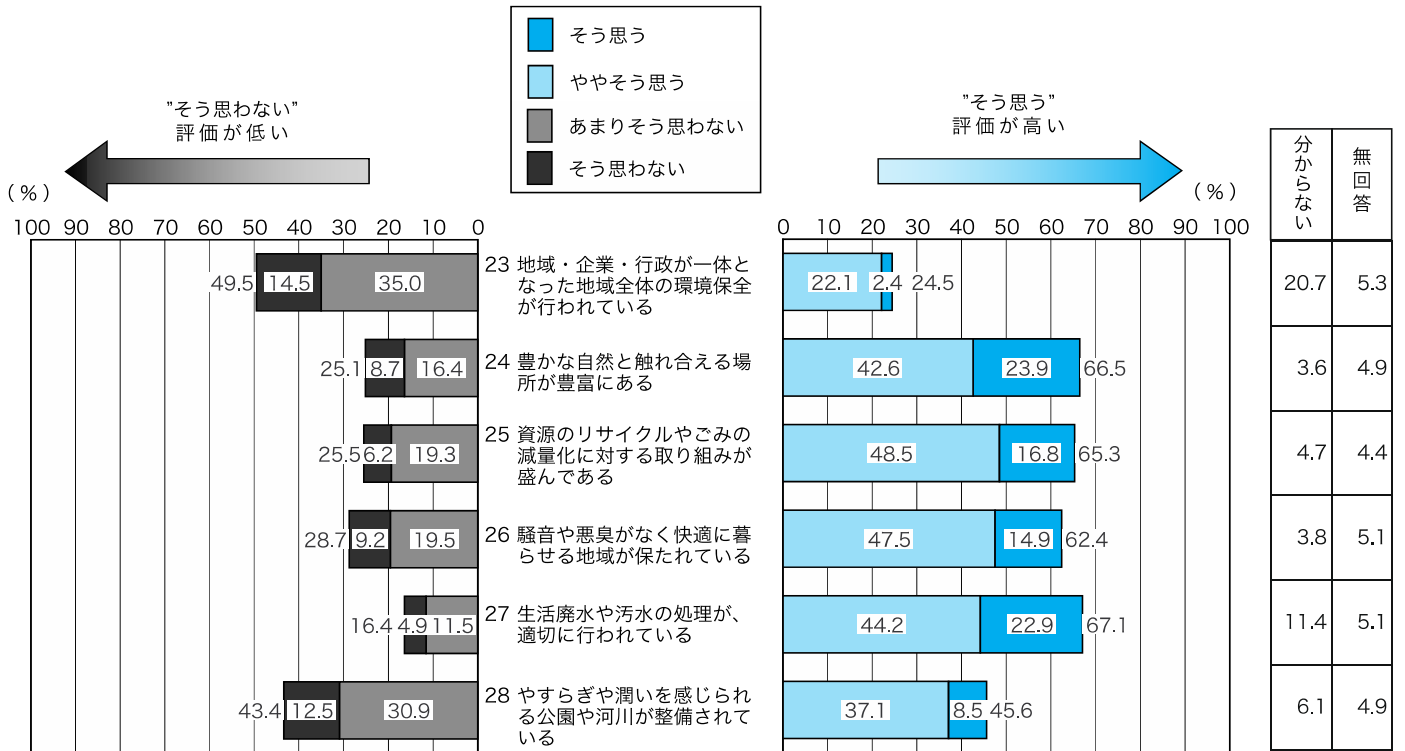 そう思う
ややそう思う
あまりそう思わない
そう思わない
”そう思わない”
評価が低い
”そう思う”
評価が高い
分からない
無回答
(%)
(%)
100 90 80 70 60 50 40 30 20 10 0
0 10 20 30 40 50 60 70 80 90 100
49.5 14.5 35.0
23 地域・企業・行政が一体と
なった地域全体の環境保全
が行われている
22.1 2.4 24.5
20.7 5.3
25.1 8.7 16.4
24 豊かな自然と触れ合える場
所が豊富にある
42.6 23.9 66.5
3.6 4.9
25.5 6.2 19.3
25 資源のリサイクルやごみの
減量化に対する取り組みが
盛んである
48.5 16.8 65.3
4.7 4.4
28.7 9.2 19.5
26 騒音や悪臭がなく快適に暮
らせる地域が保たれている
47.5 14.9 62.4
3.8 5.1
16.4 4.9 11.5
27 生活廃水や汚水の処理が、
適切に行われている
44.2 22.9 67.1
11.4 5.1
43.4 12.5 30.9
28 やすらぎや潤いを感じられ
る公園や河川が整備されて
いる
37.1 8.5 45.6
6.1 4.9